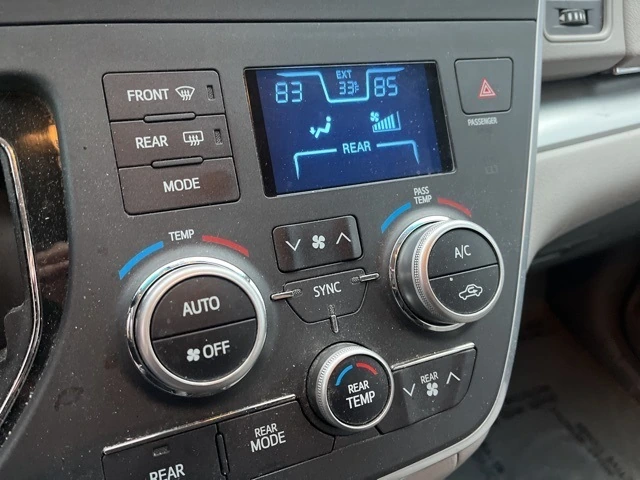 FRONT
REAR
MODE
83 EXT 33°F 85
REAR
PASSENGER
TEMP
PASS
TEMP
AUTO
OFF
SYNC
A/C
REAR
TEMP
REAR
REAR
MODE
REAR